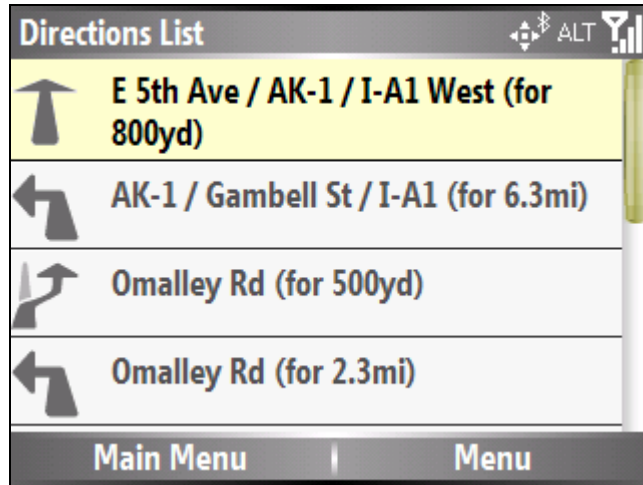 Directions List ALT
E 5th Ave / AK-1 / I-A1 West (for
800yd)
AK-1 / Gambell St / I-A1 (for 6.3mi)
Omalley Rd (for 500yd)
Omalley Rd (for 2.3mi)
Main Menu Menu